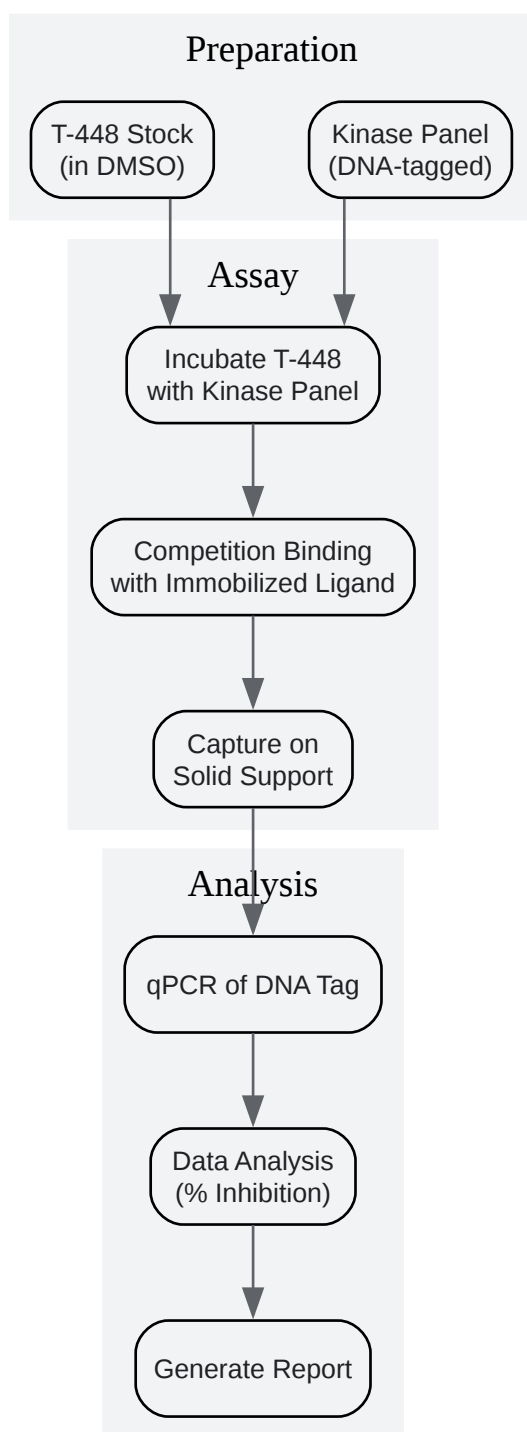 Preparation
T-448 Stock
(in DMSO)
Kinase Panel
(DNA-tagged)
Assay
Incubate T-448
with Kinase Panel
Competition Binding
with Immobilized Ligand
Capture on
Solid Support
Analysis
qPCR of DNA Tag
Data Analysis
(% Inhibition)
Generate Report